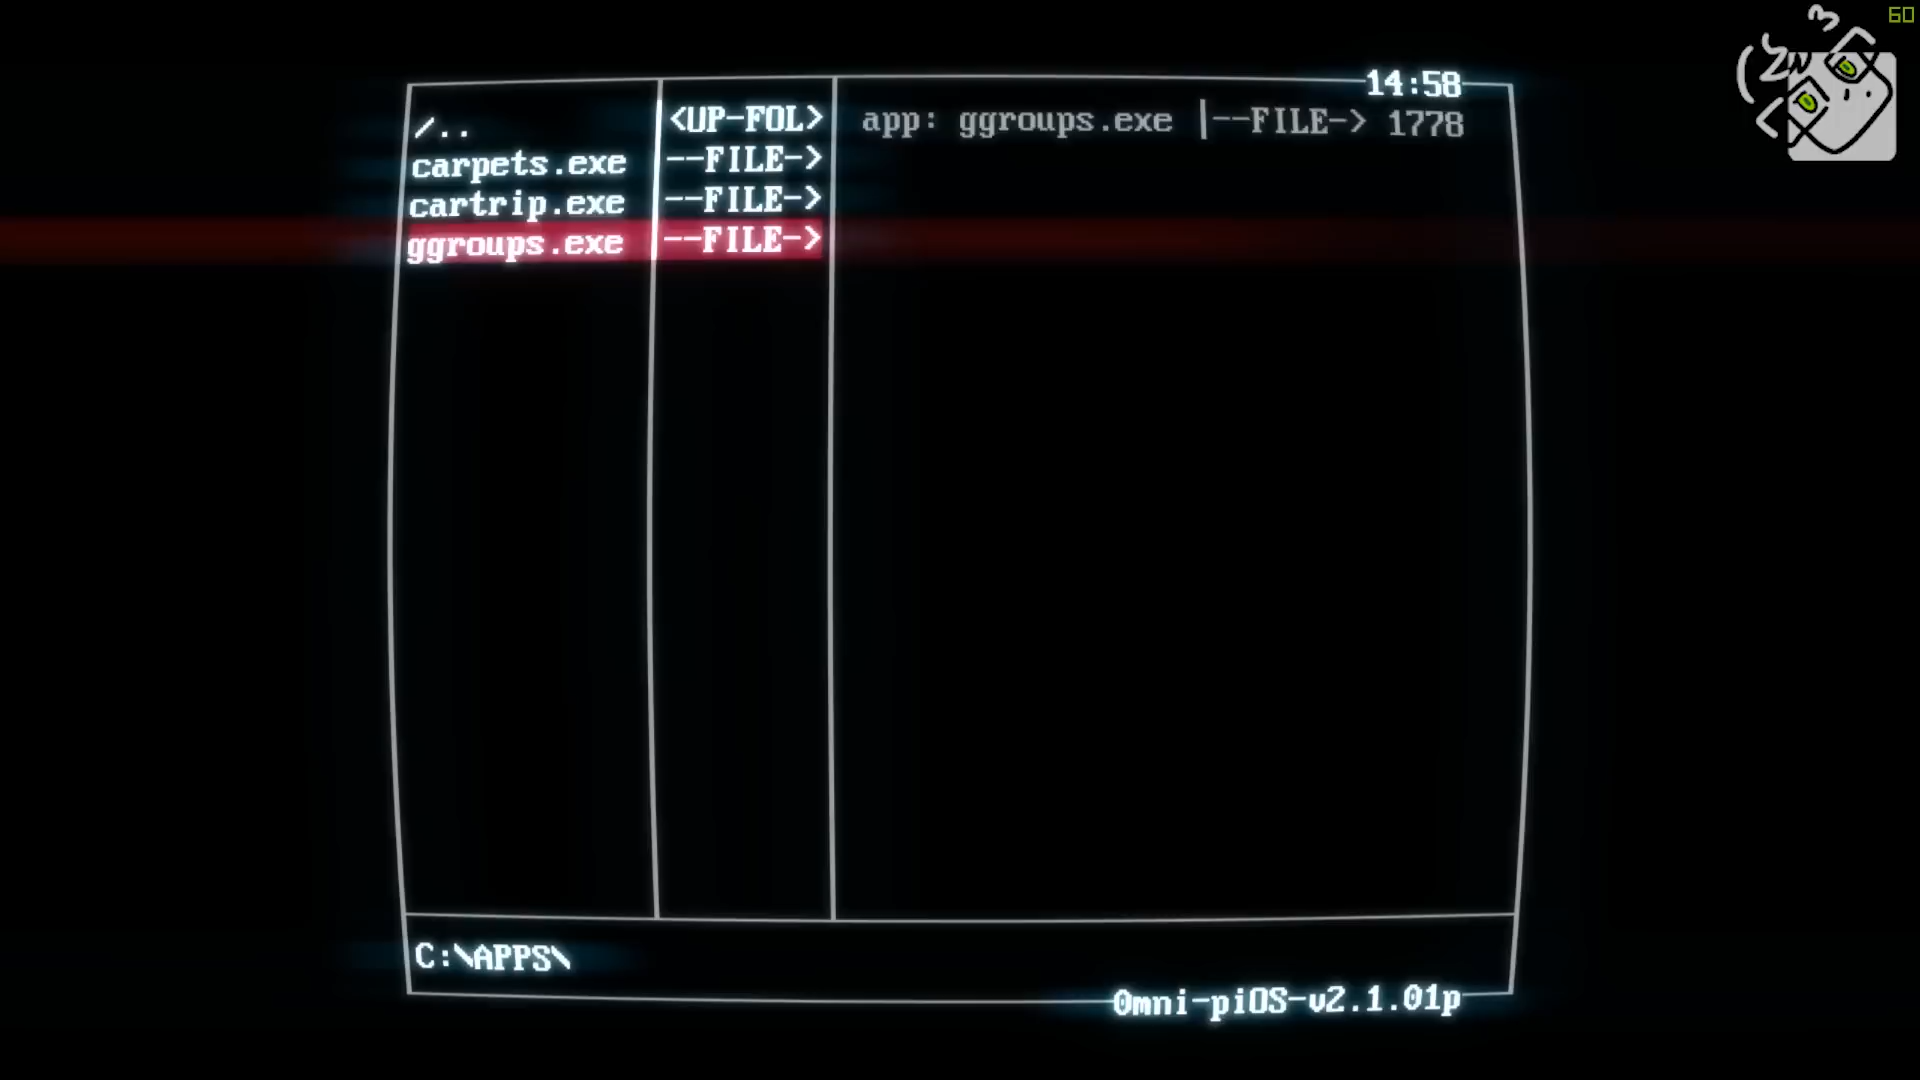 60
14:58
/.. <UP-FOL> app: ggroups.exe |--FILE-> 1778
carpets.exe --FILE->
cartrip.exe --FILE->
ggroups.exe --FILE->
C:\APPS\
0mni-piOS-v2.1.01p